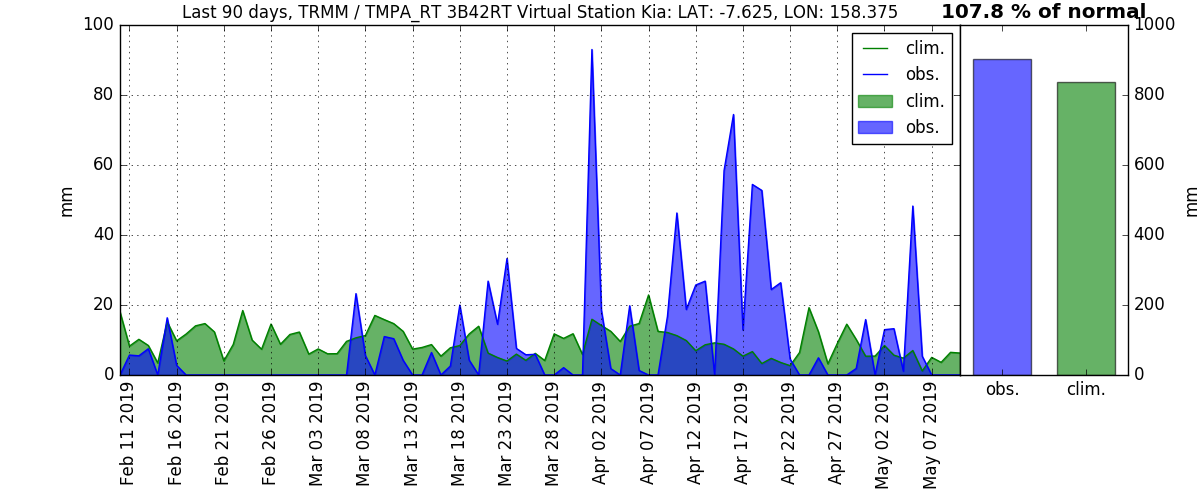 Last 90 days, TRMM / TMPA_RT 3B42RT Virtual Station Kia: LAT: -7.625, LON: 158.375
107.8 % of normal
100
80
60
40
20
0
mm
clim.
obs.
clim.
obs.
1000
800
600
400
200
0
mm
obs.
clim.
Feb 11 2019
Feb 16 2019
Feb 21 2019
Feb 26 2019
Mar 03 2019
Mar 08 2019
Mar 13 2019
Mar 18 2019
Mar 23 2019
Mar 28 2019
Apr 02 2019
Apr 07 2019
Apr 12 2019
Apr 17 2019
Apr 22 2019
Apr 27 2019
May 02 2019
May 07 2019